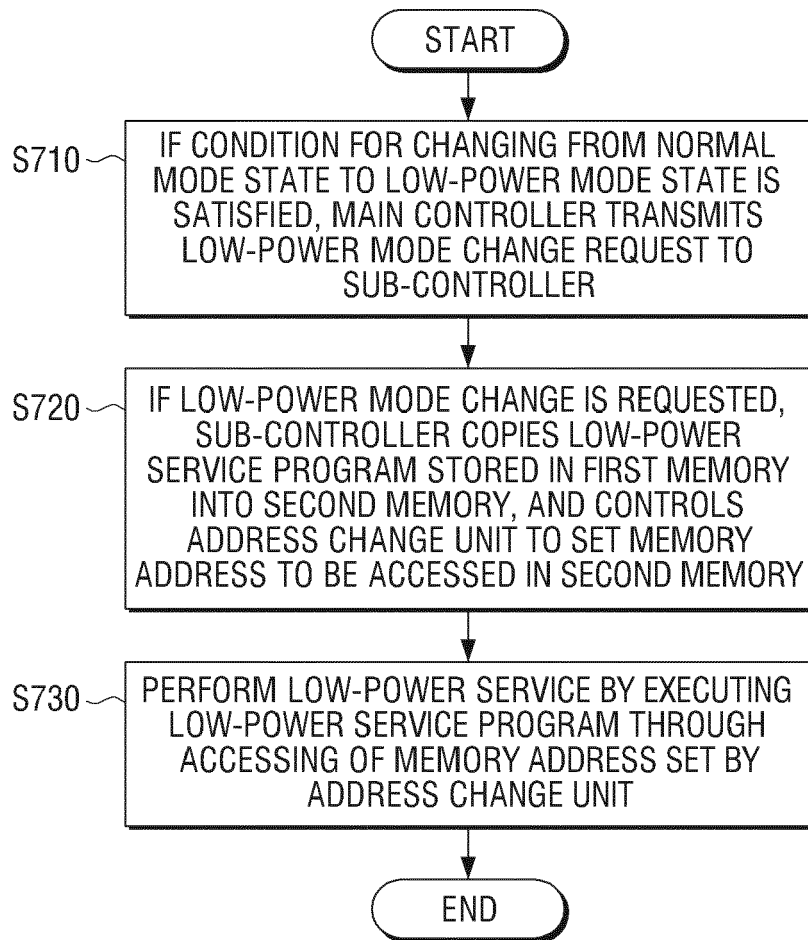 START
S710
IF CONDITION FOR CHANGING FROM NORMAL
MODE STATE TO LOW-POWER MODE STATE IS
SATISFIED, MAIN CONTROLLER TRANSMITS
LOW-POWER MODE CHANGE REQUEST TO
SUB-CONTROLLER
S720
IF LOW-POWER MODE CHANGE IS REQUESTED,
SUB-CONTROLLER COPIES LOW-POWER
SERVICE PROGRAM STORED IN FIRST MEMORY
INTO SECOND MEMORY, AND CONTROLS
ADDRESS CHANGE UNIT TO SET MEMORY
ADDRESS TO BE ACCESSED IN SECOND MEMORY
S730
PERFORM LOW-POWER SERVICE BY EXECUTING
LOW-POWER SERVICE PROGRAM THROUGH
ACCESSING OF MEMORY ADDRESS SET BY
ADDRESS CHANGE UNIT
END